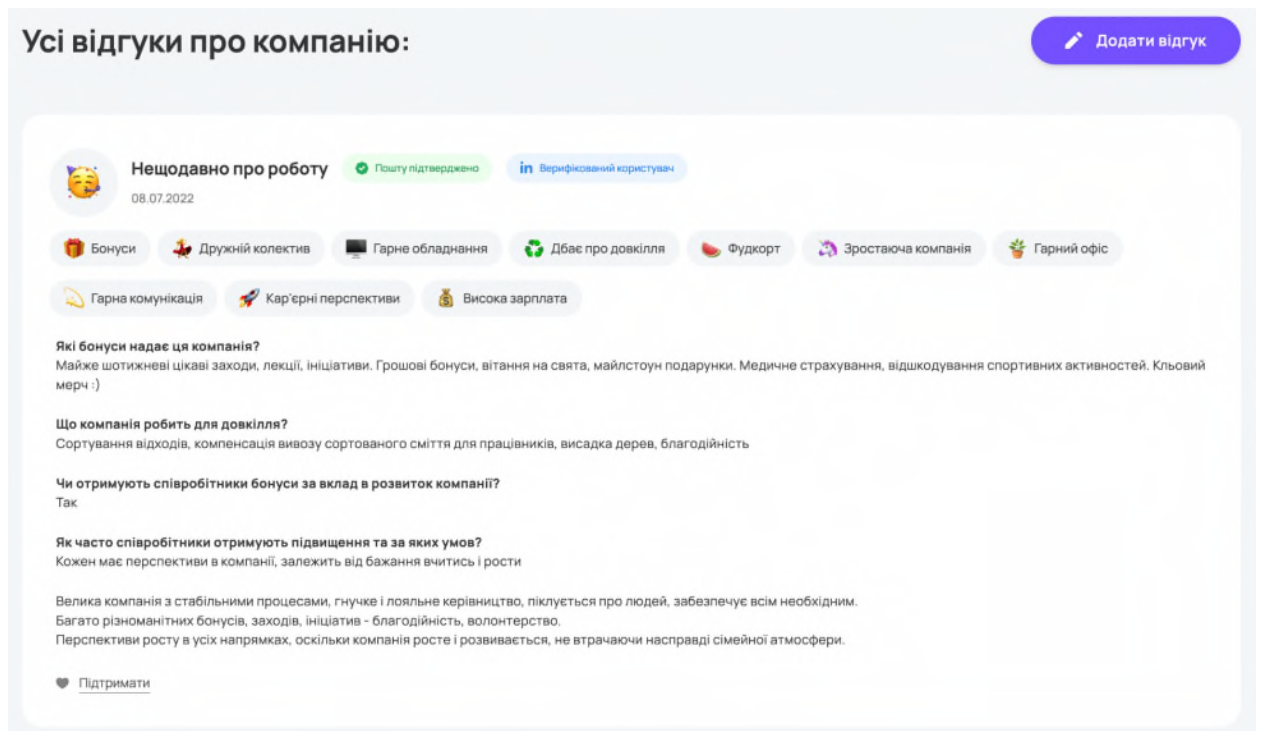 Усі відгуки про компанію:
Додати відгук
Нещодавно про роботу
Пошту підтверджено
in Верифікований користувач
08.07.2022
Бонуси
Дружній колектив
Гарне обладнання
Дбає про довкілля
Фудкорт
Зростаюча компанія
Гарний офіс
Гарна комунікація
Кар'єрні перспективи
Висока зарплата
Які бонуси надає ця компанія?
Майже шотижневі цікаві заходи, лекції, ініціативи. Грошові бонуси, вітання на свята, майлстоун подарунки. Медичне страхування, відшкодування спортивних активностей. Кльовий
мерч :)
Що компанія робить для довкілля?
Сортування відходів, компенсація вивозу сортованого сміття для працівників, висадка дерев, благодійність
Чи отримують співробітники бонуси за вклад в розвиток компанії?
Так
Як часто співробітники отримують підвищення та за яких умов?
Кожен має перспективи в компанії, залежить від бажання вчитись і рости
Велика компанія з стабільними процесами, гнучке і лояльне керівництво, піклується про людей, забезпечує всім необхідним.
Багато різноманітних бонусів, заходів, ініціатив - благодійність, волонтерство.
Перспективи росту в усіх напрямках, оскільки компанія росте і розвивається, не втрачаючи насправді сімейної атмосфери.
Підтримати